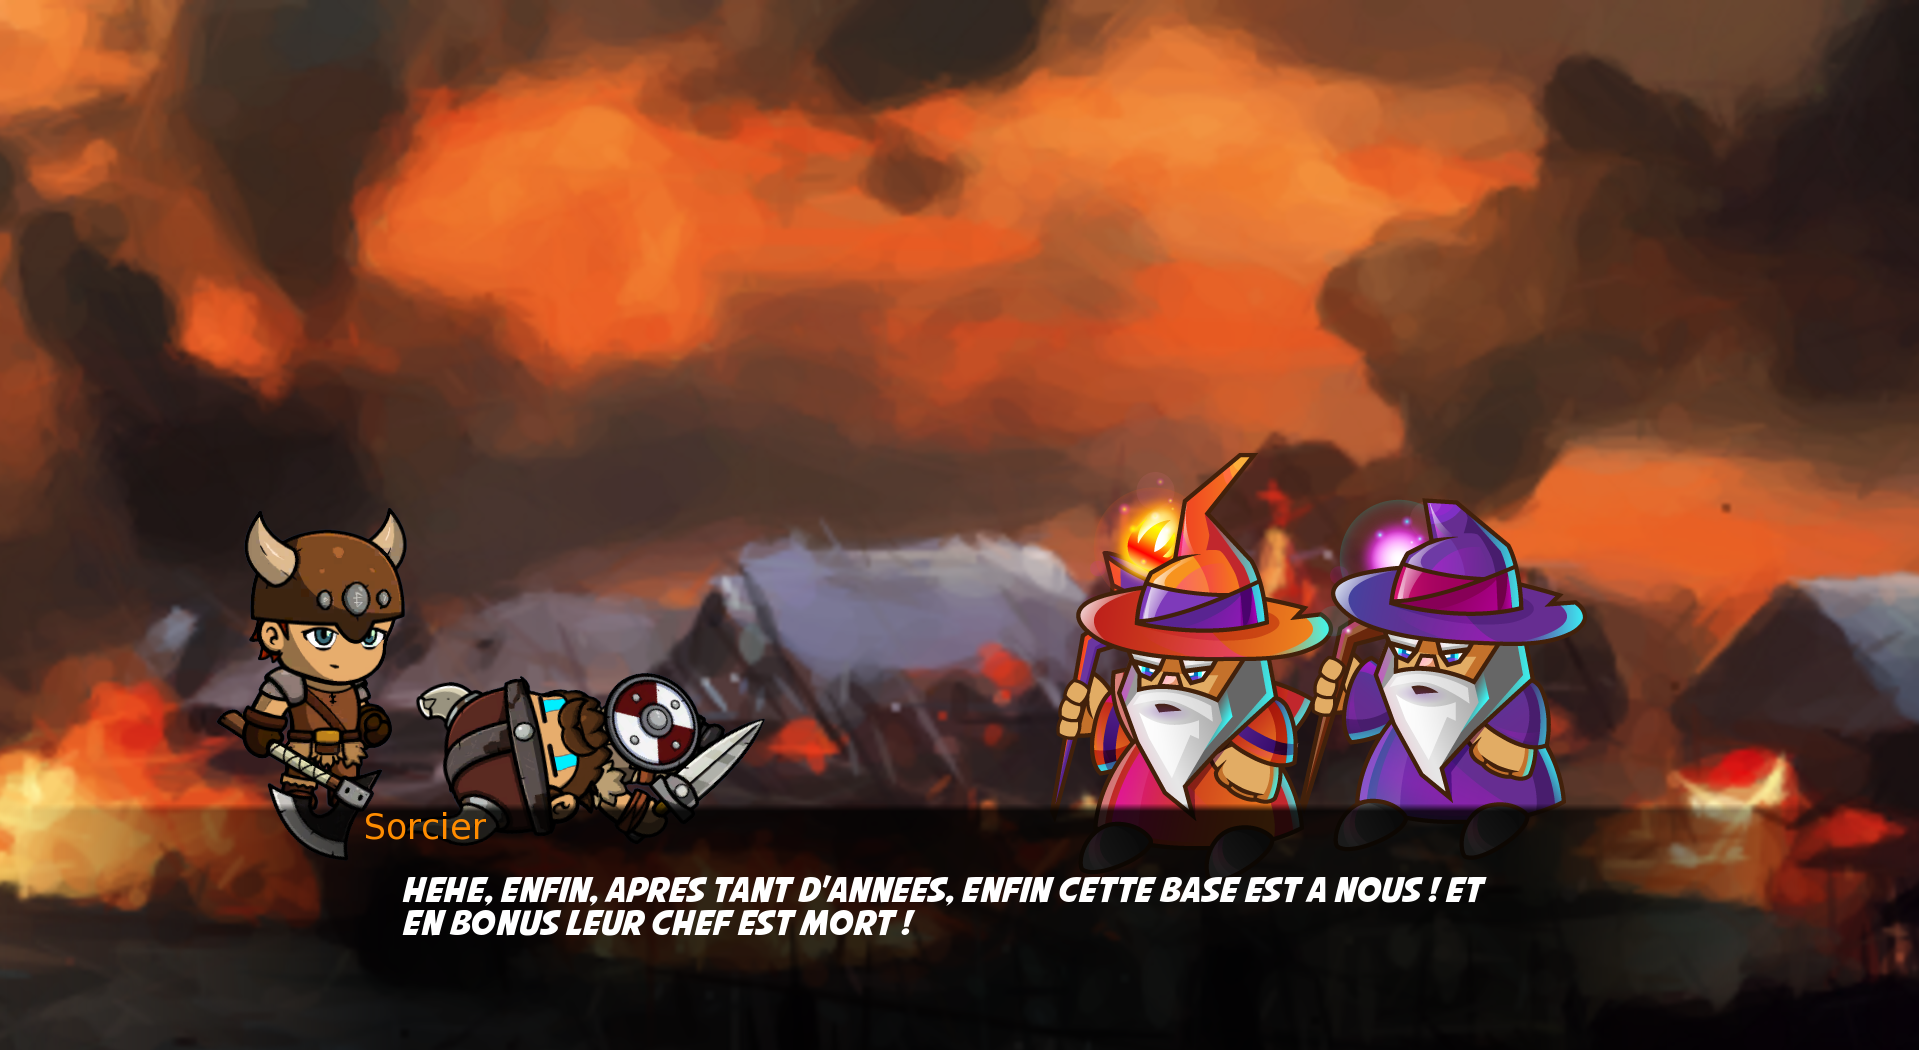 Sorcier
HEHE, ENFIN, APRES TANT D'ANNEES, ENFIN CETTE BASE EST A NOUS ! ET
EN BONUS LEUR CHEF EST MORT !